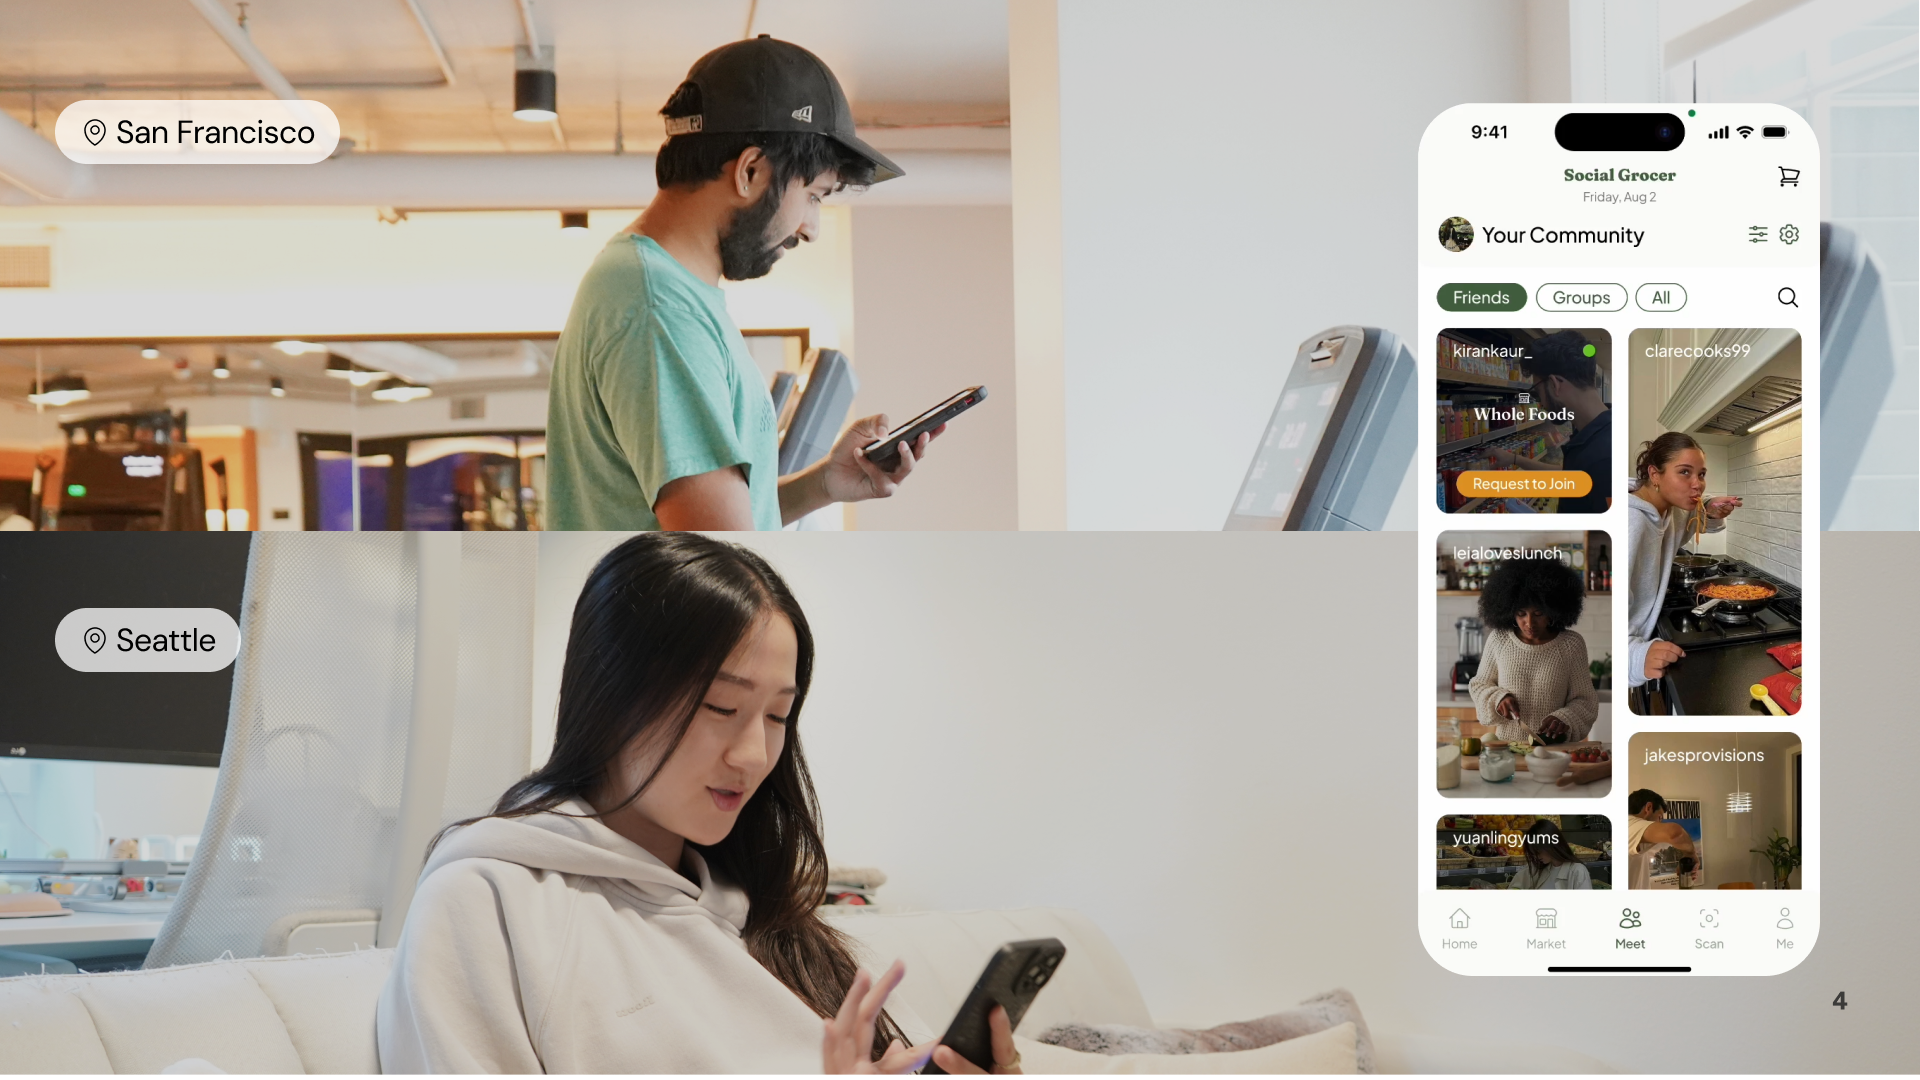 San Francisco
Seattle
9:41
Social Grocer
Friday, Aug 2
Your Community
Friends
Groups
All
kirankaur_
Whole Foods
Request to Join
clarecooks99
leialoveslunch
jakesprovisions
yuanlingyums
Home
Market
Meet
Scan
Me
4